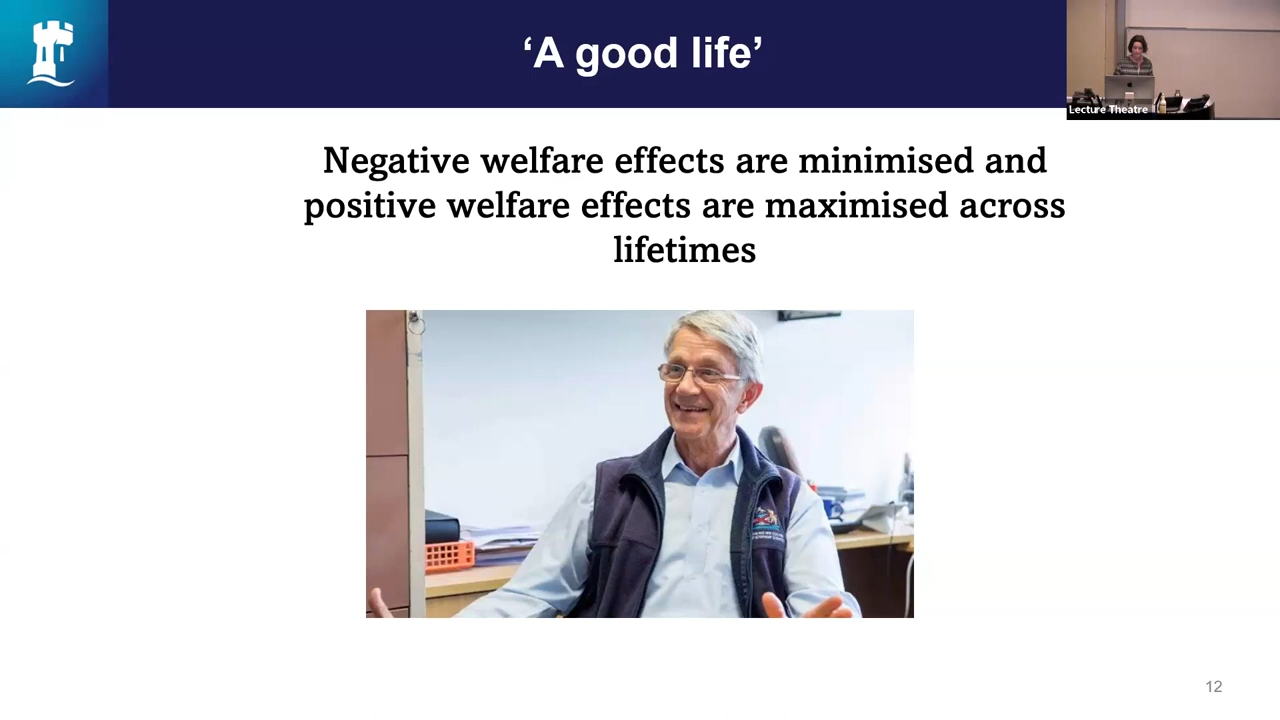 ‘A good life’
Lecture Theatre
Negative welfare effects are minimised and
positive welfare effects are maximised across
lifetimes
12